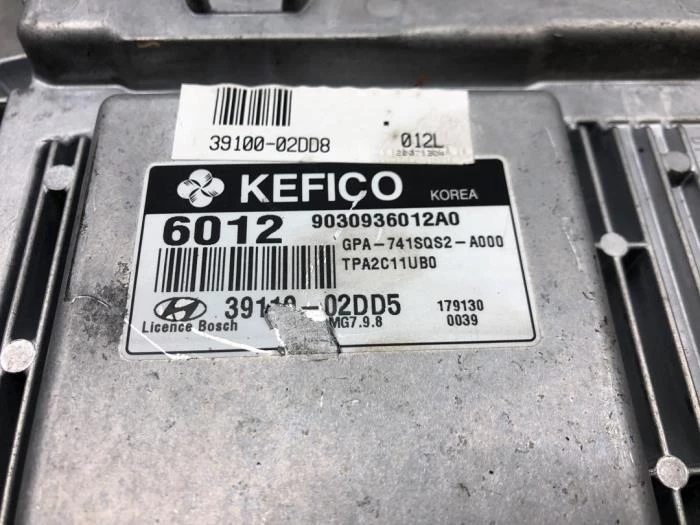 39100-02DD8 012L
KEFICO KOREA
6012 9030936012A0
GPA-741SQS2-A000
TPA2C11UB0
39110-02DD5 179130
Licence Bosch MG7.9.8 0039